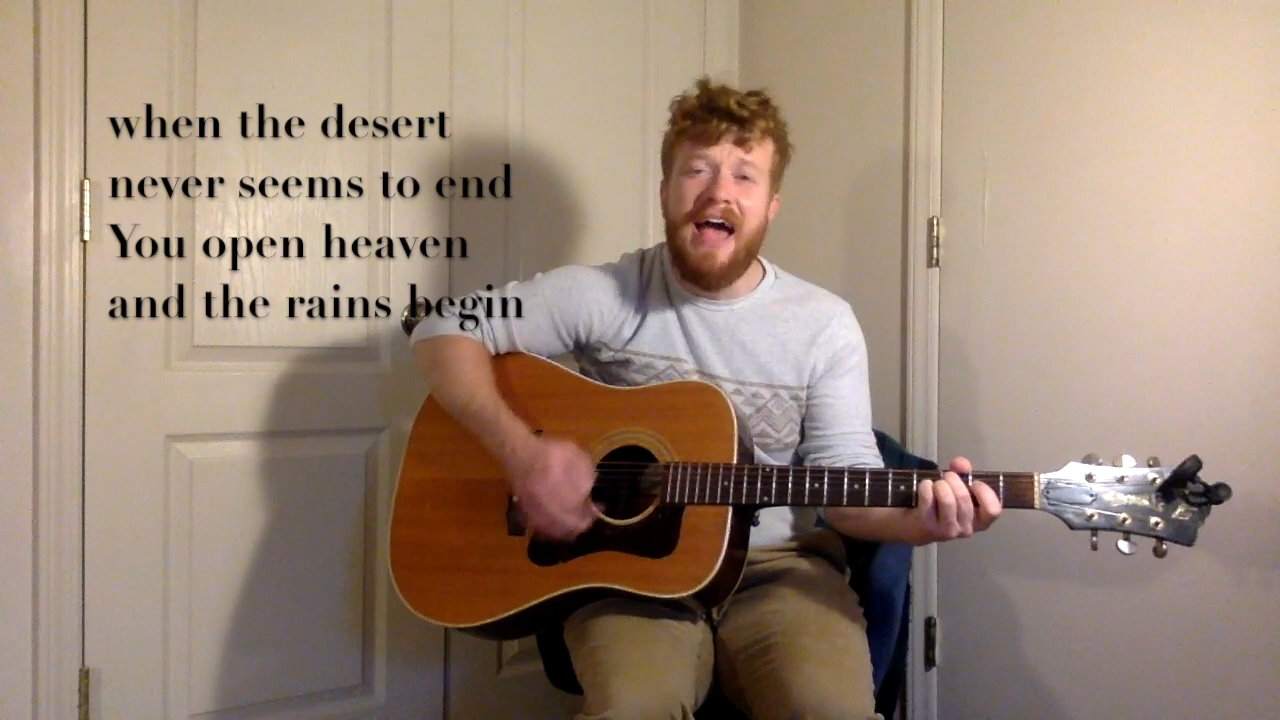 when the desert
never seems to end
You open heaven
and the rains begin